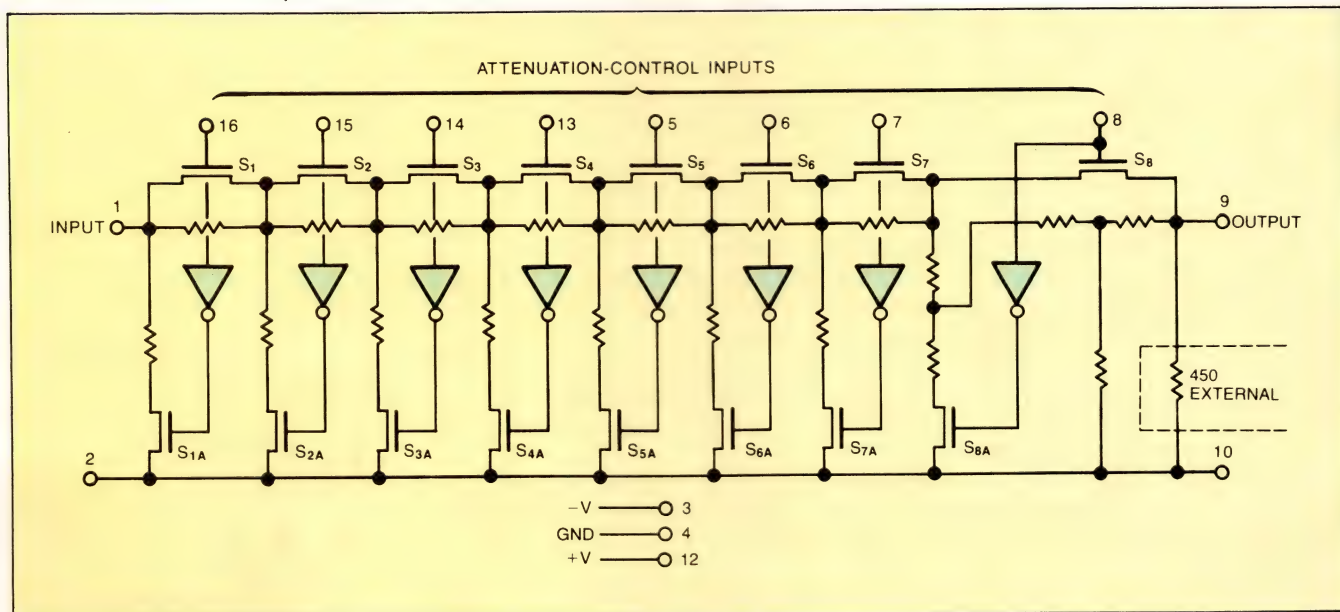 ATTENUATION-CONTROL INPUTS
16 15 14 13 5 6 7 8
S1 S2 S3 S4 S5 S6 S7 S8
1 9
INPUT OUTPUT
450
EXTERNAL
S1A S2A S3A S4A S5A S6A S7A S8A
2 10
−V 3
GND 4
+V 12